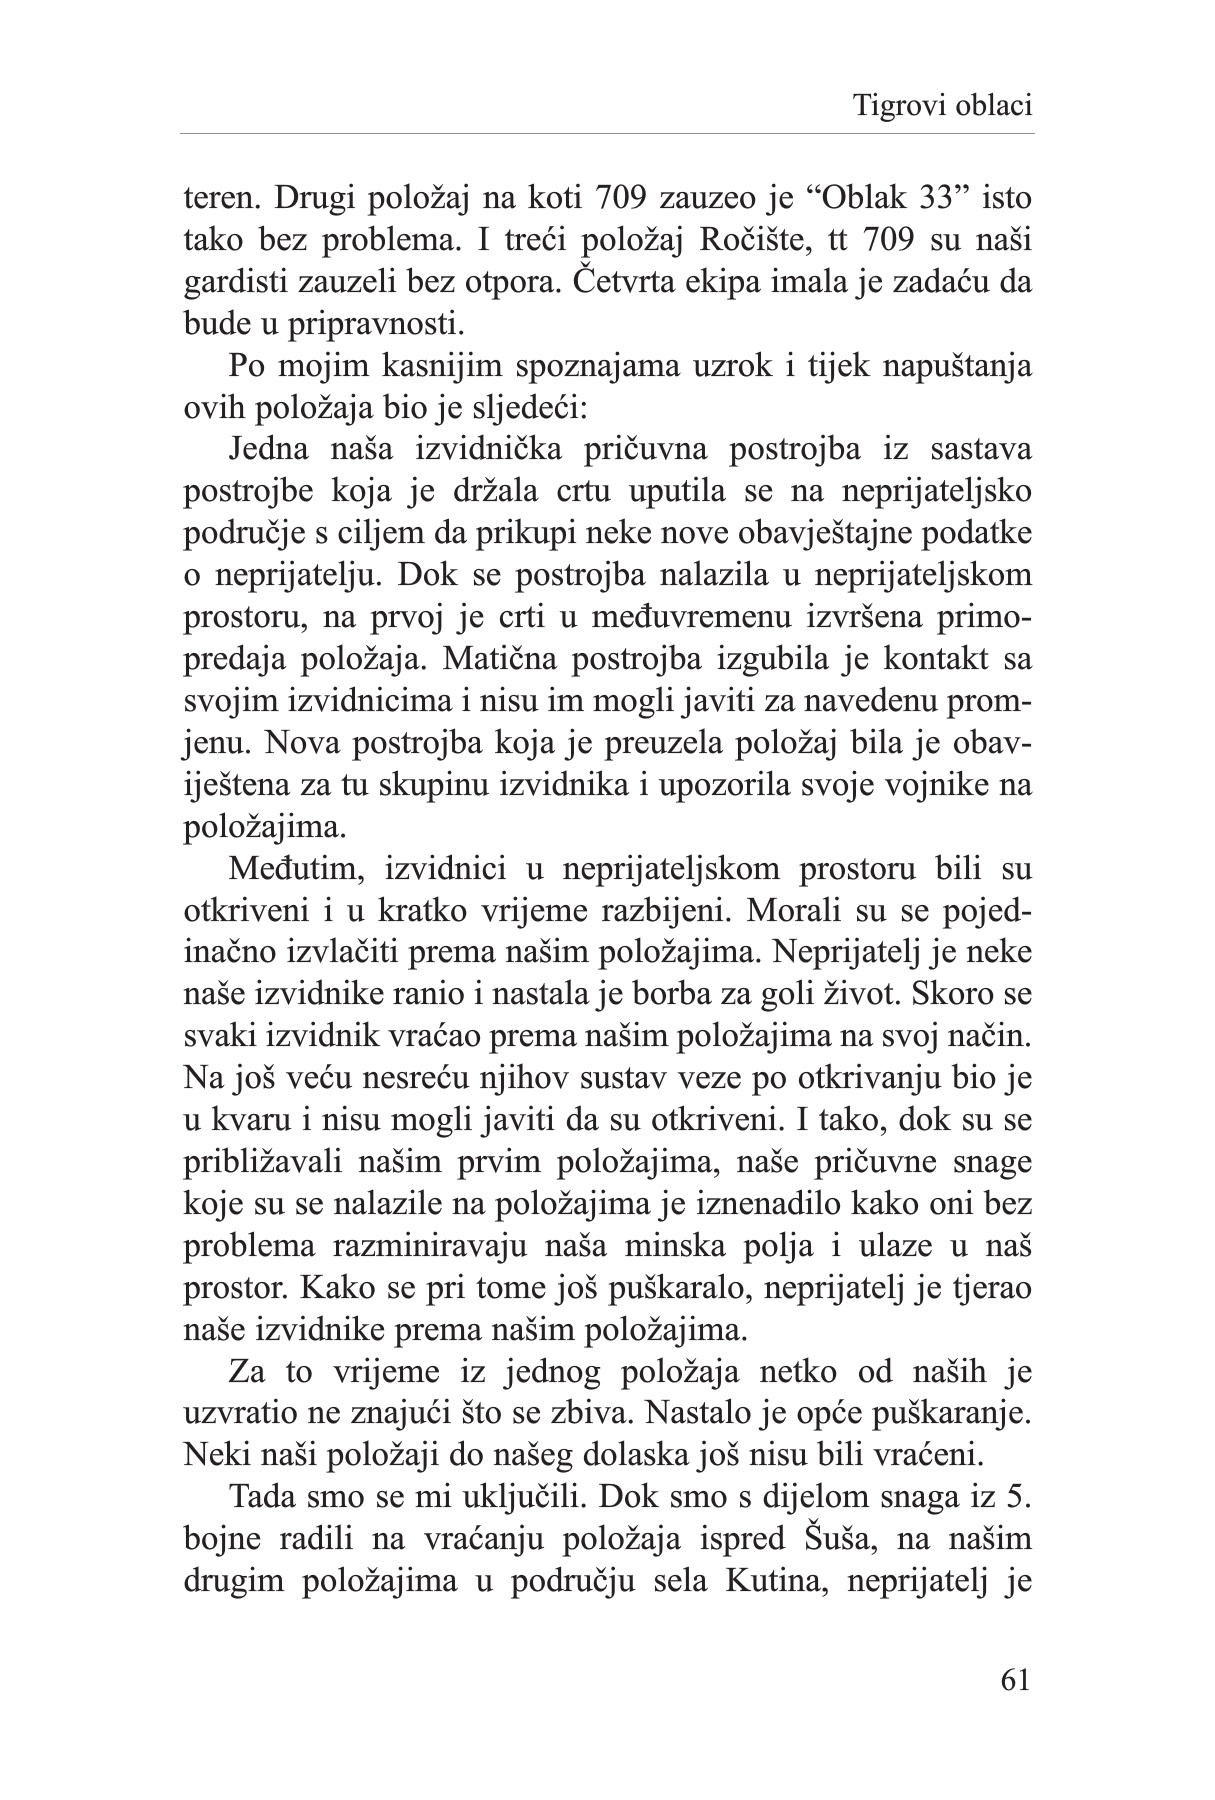 Tigrovi oblaci
teren. Drugi položaj na koti 709 zauzeo je “Oblak 33” isto
tako bez problema. I treći položaj Ročište, tt 709 su naši
gardisti zauzeli bez otpora. Četvrta ekipa imala je zadaću da
bude u pripravnosti.
Po mojim kasnijim spoznajama uzrok i tijek napuštanja
ovih položaja bio je sljedeći:
Jedna naša izvidnička pričuvna postrojba iz sastava
postrojbe koja je držala crtu uputila se na neprijateljsko
područje s ciljem da prikupi neke nove obavještajne podatke
o neprijatelju. Dok se postrojba nalazila u neprijateljskom
prostoru, na prvoj je crti u međuvremenu izvršena primo-
predaja položaja. Matična postrojba izgubila je kontakt sa
svojim izvidnicima i nisu im mogli javiti za navedenu prom-
jenu. Nova postrojba koja je preuzela položaj bila je obav-
iještena za tu skupinu izvidnika i upozorila svoje vojnike na
položajima.
Međutim, izvidnici u neprijateljskom prostoru bili su
otkriveni i u kratko vrijeme razbijeni. Morali su se pojed-
inačno izvlačiti prema našim položajima. Neprijatelj je neke
naše izvidnike ranio i nastala je borba za goli život. Skoro se
svaki izvidnik vraćao prema našim položajima na svoj način.
Na još veću nesreću njihov sustav veze po otkrivanju bio je
u kvaru i nisu mogli javiti da su otkriveni. I tako, dok su se
približavali našim prvim položajima, naše pričuvne snage
koje su se nalazile na položajima je iznenadilo kako oni bez
problema razminiravaju naša minska polja i ulaze u naš
prostor. Kako se pri tome još puškaralo, neprijatelj je tjerao
naše izvidnike prema našim položajima.
Za to vrijeme iz jednog položaja netko od naših je
uzvratio ne znajući što se zbiva. Nastalo je opće puškaranje.
Neki naši položaji do našeg dolaska još nisu bili vraćeni.
Tada smo se mi uključili. Dok smo s dijelom snaga iz 5.
bojne radili na vraćanju položaja ispred Šuša, na našim
drugim položajima u području sela Kutina, neprijatelj je
61